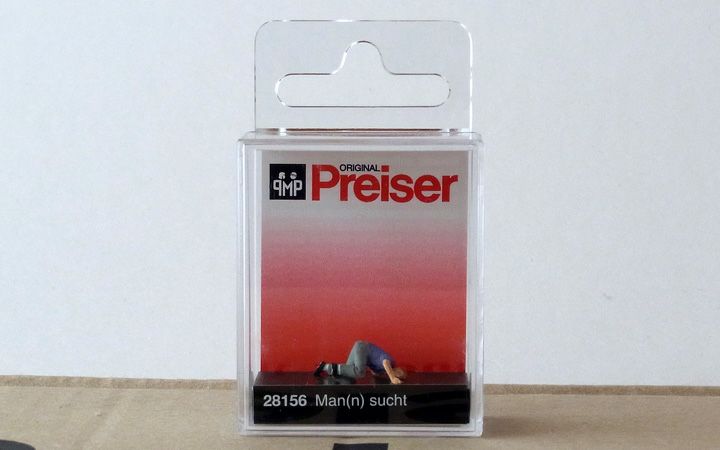 ORIGINAL
PMP Preiser
28156 Man(n) sucht